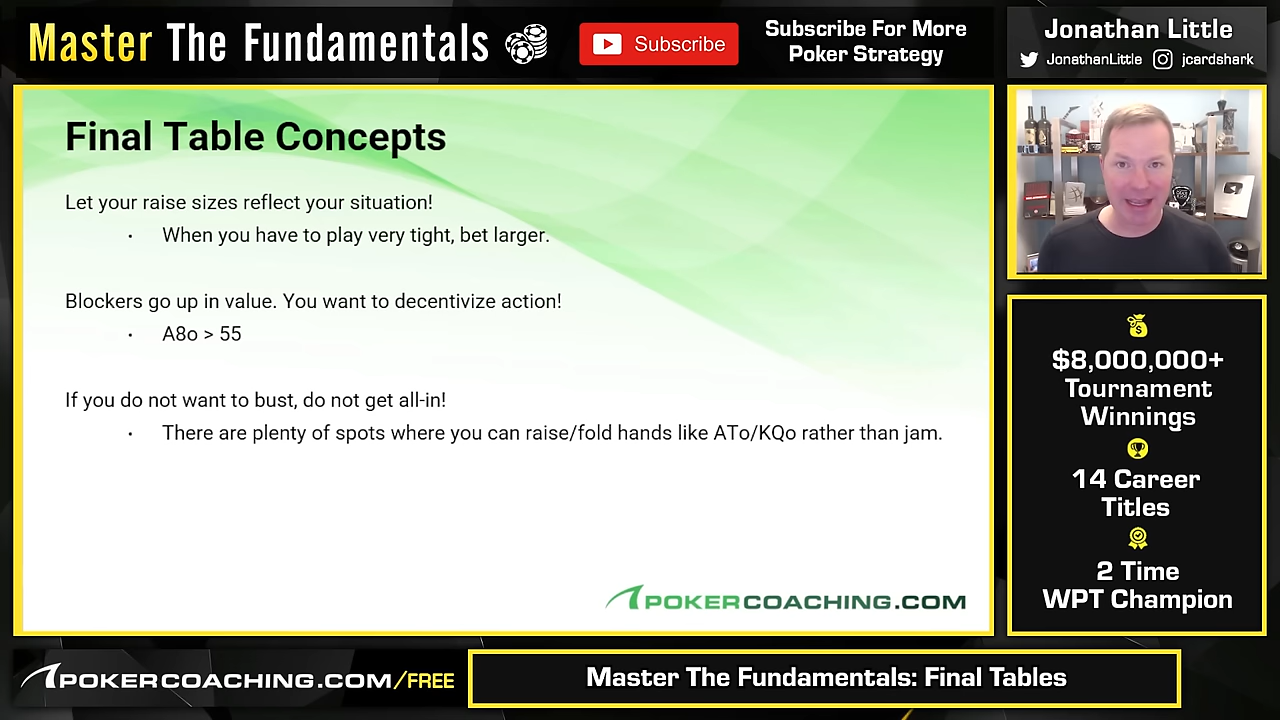 Master The Fundamentals
Subscribe
Subscribe For More
Poker Strategy
Jonathan Little
JonathanLittle jcardshark
Final Table Concepts
Let your raise sizes reflect your situation!
· When you have to play very tight, bet larger.
Blockers go up in value. You want to decentivize action!
· A8o > 55
If you do not want to bust, do not get all-in!
· There are plenty of spots where you can raise/fold hands like ATo/KQo rather than jam.
POKERCOACHING.COM
$8,000,000+
Tournament
Winnings
14 Career
Titles
2 Time
WPT Champion
POKERCOACHING.COM/FREE
Master The Fundamentals: Final Tables